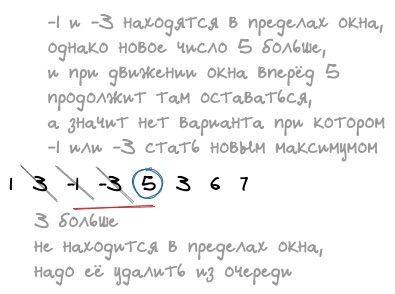 -1 и -3 находятся в пределах окна,
однако новое число 5 больше,
и при движении окна вперёд 5
продолжит там оставаться,
а значит нет варианта при котором
-1 или -3 стать новым максимумом
1 3 -1 -3 5 3 6 7
3 больше
не находится в пределах окна,
надо её удалить из очереди